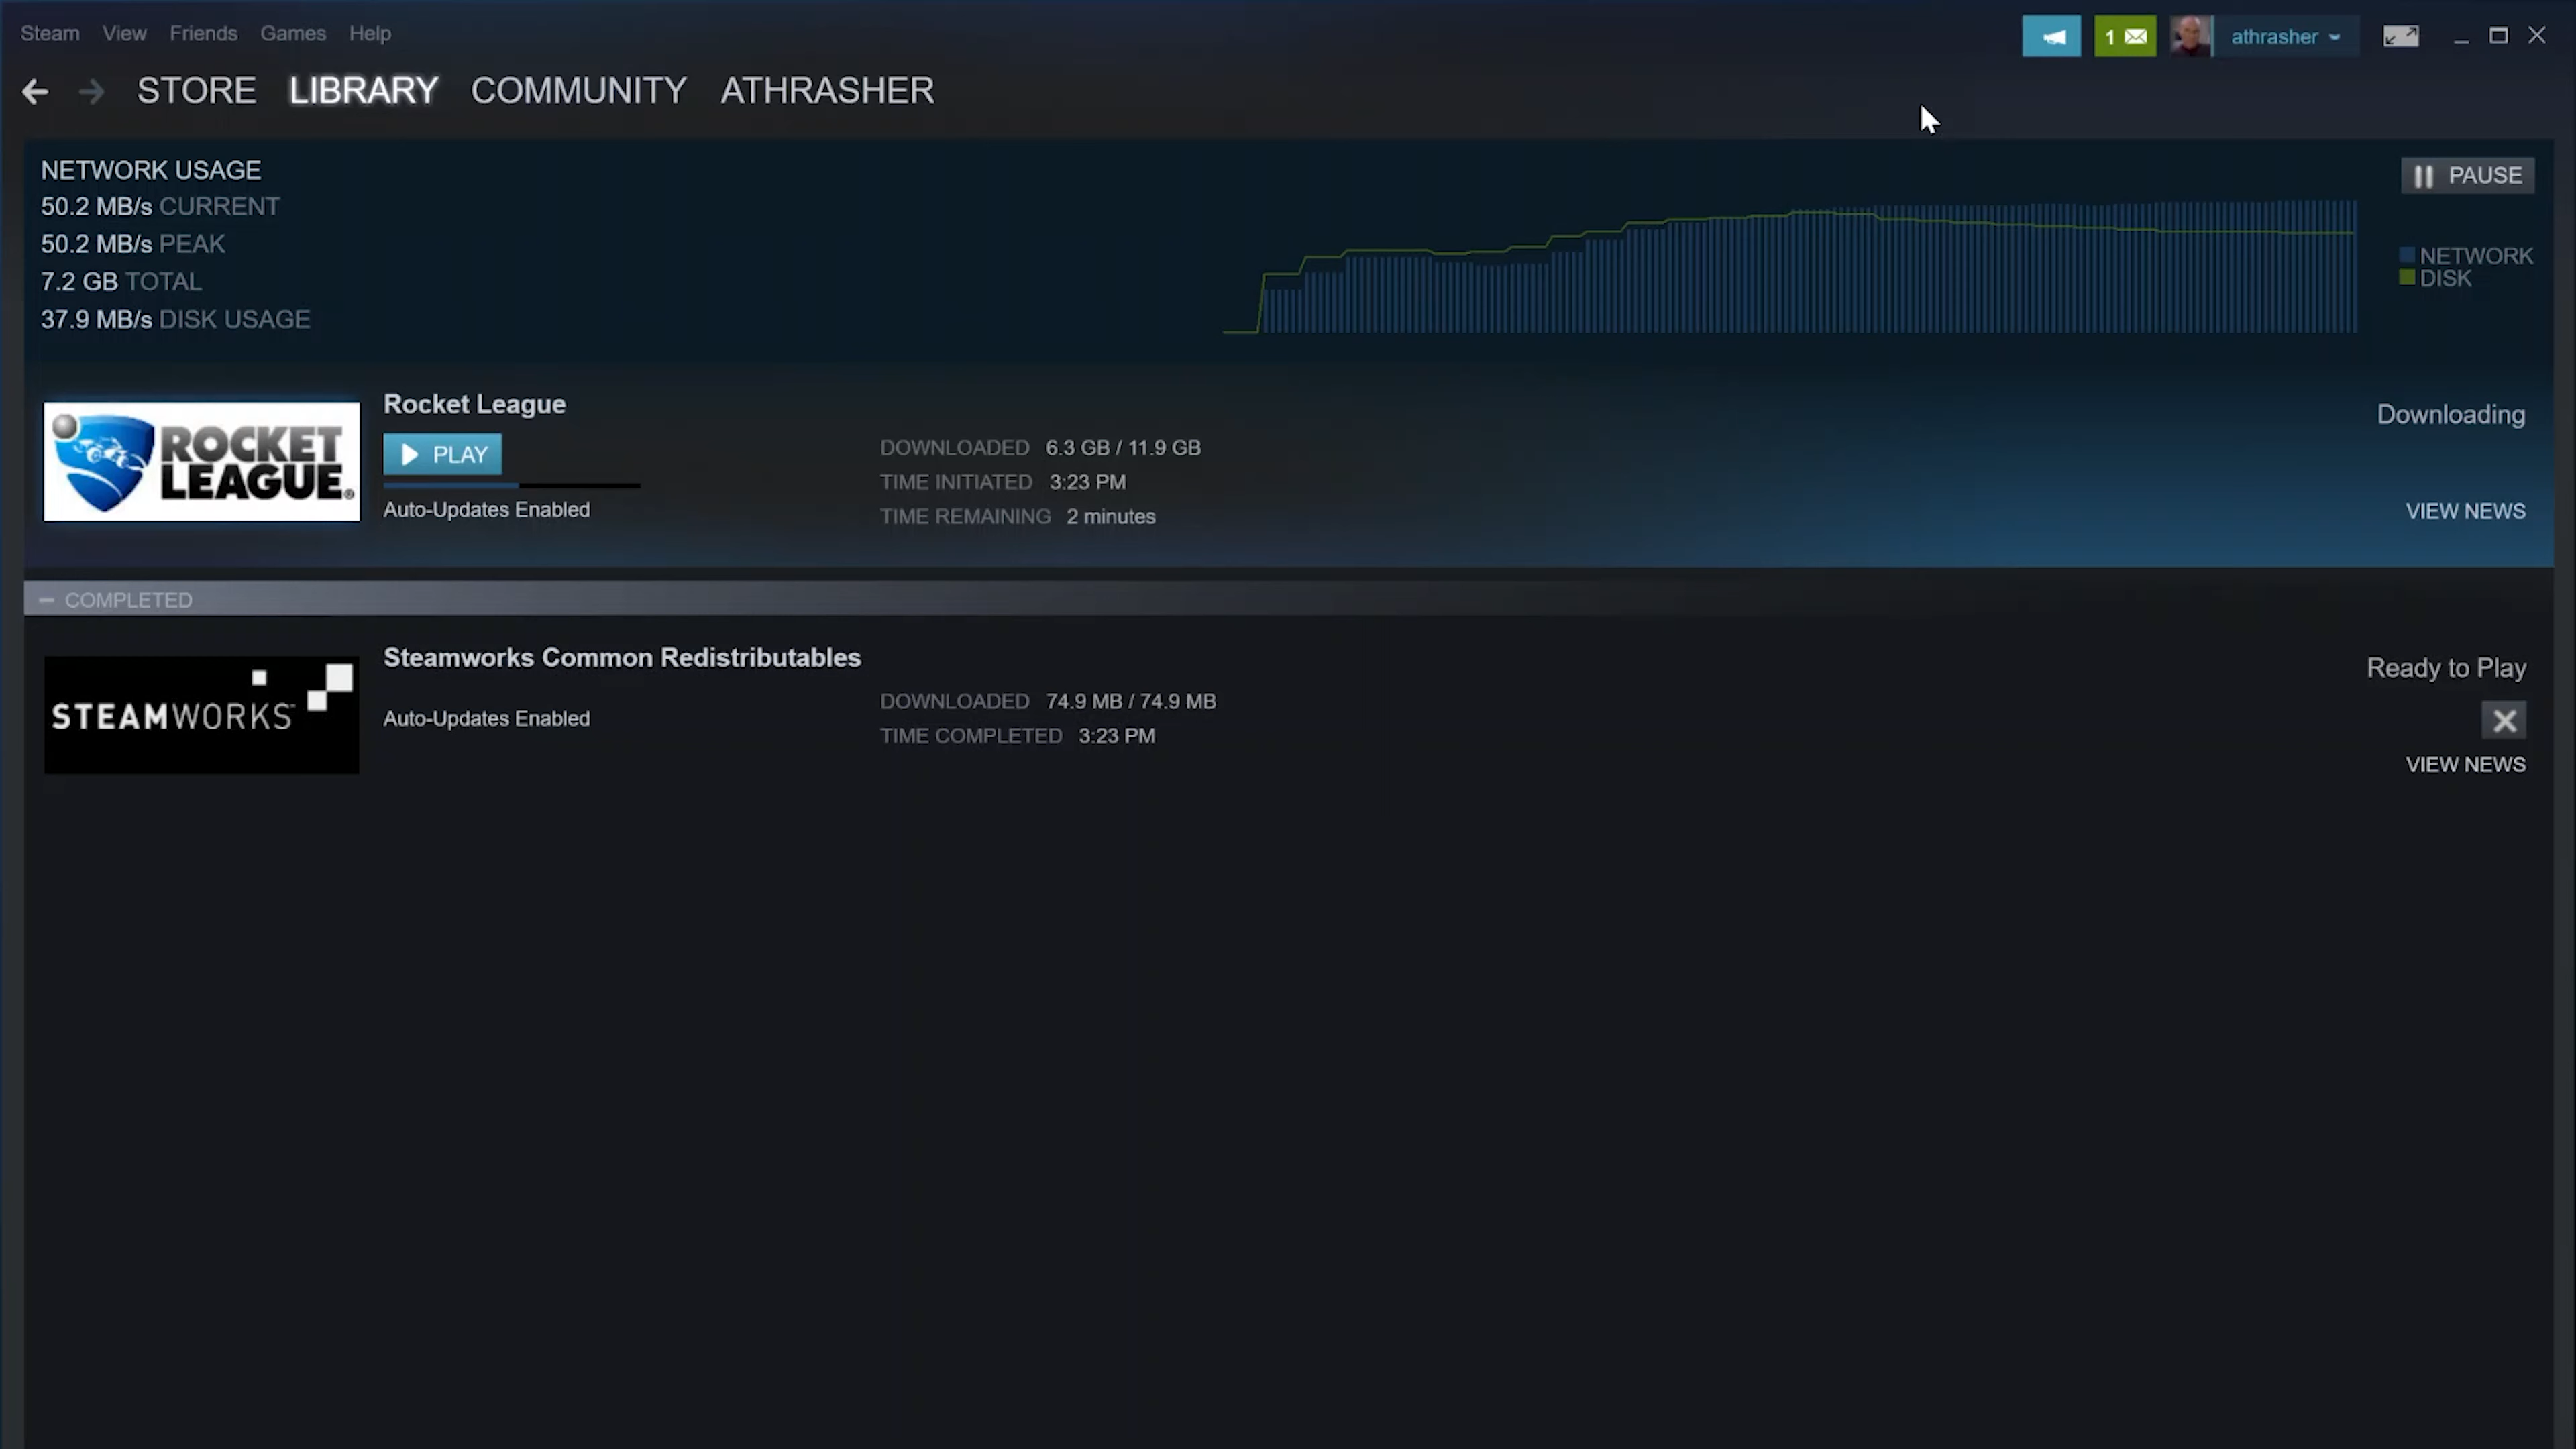 Steam View Friends Games Help
1 athrasher
STORE LIBRARY COMMUNITY ATHRASHER
NETWORK USAGE
50.2 MB/s CURRENT
50.2 MB/s PEAK
7.2 GB TOTAL
37.9 MB/s DISK USAGE
PAUSE
NETWORK
DISK
ROCKET
LEAGUE®
Rocket League
PLAY
Auto-Updates Enabled
DOWNLOADED 6.3 GB / 11.9 GB
TIME INITIATED 3:23 PM
TIME REMAINING 2 minutes
Downloading
VIEW NEWS
COMPLETED
STEAMWORKS™
Steamworks Common Redistributables
Auto-Updates Enabled
DOWNLOADED 74.9 MB / 74.9 MB
TIME COMPLETED 3:23 PM
Ready to Play
VIEW NEWS